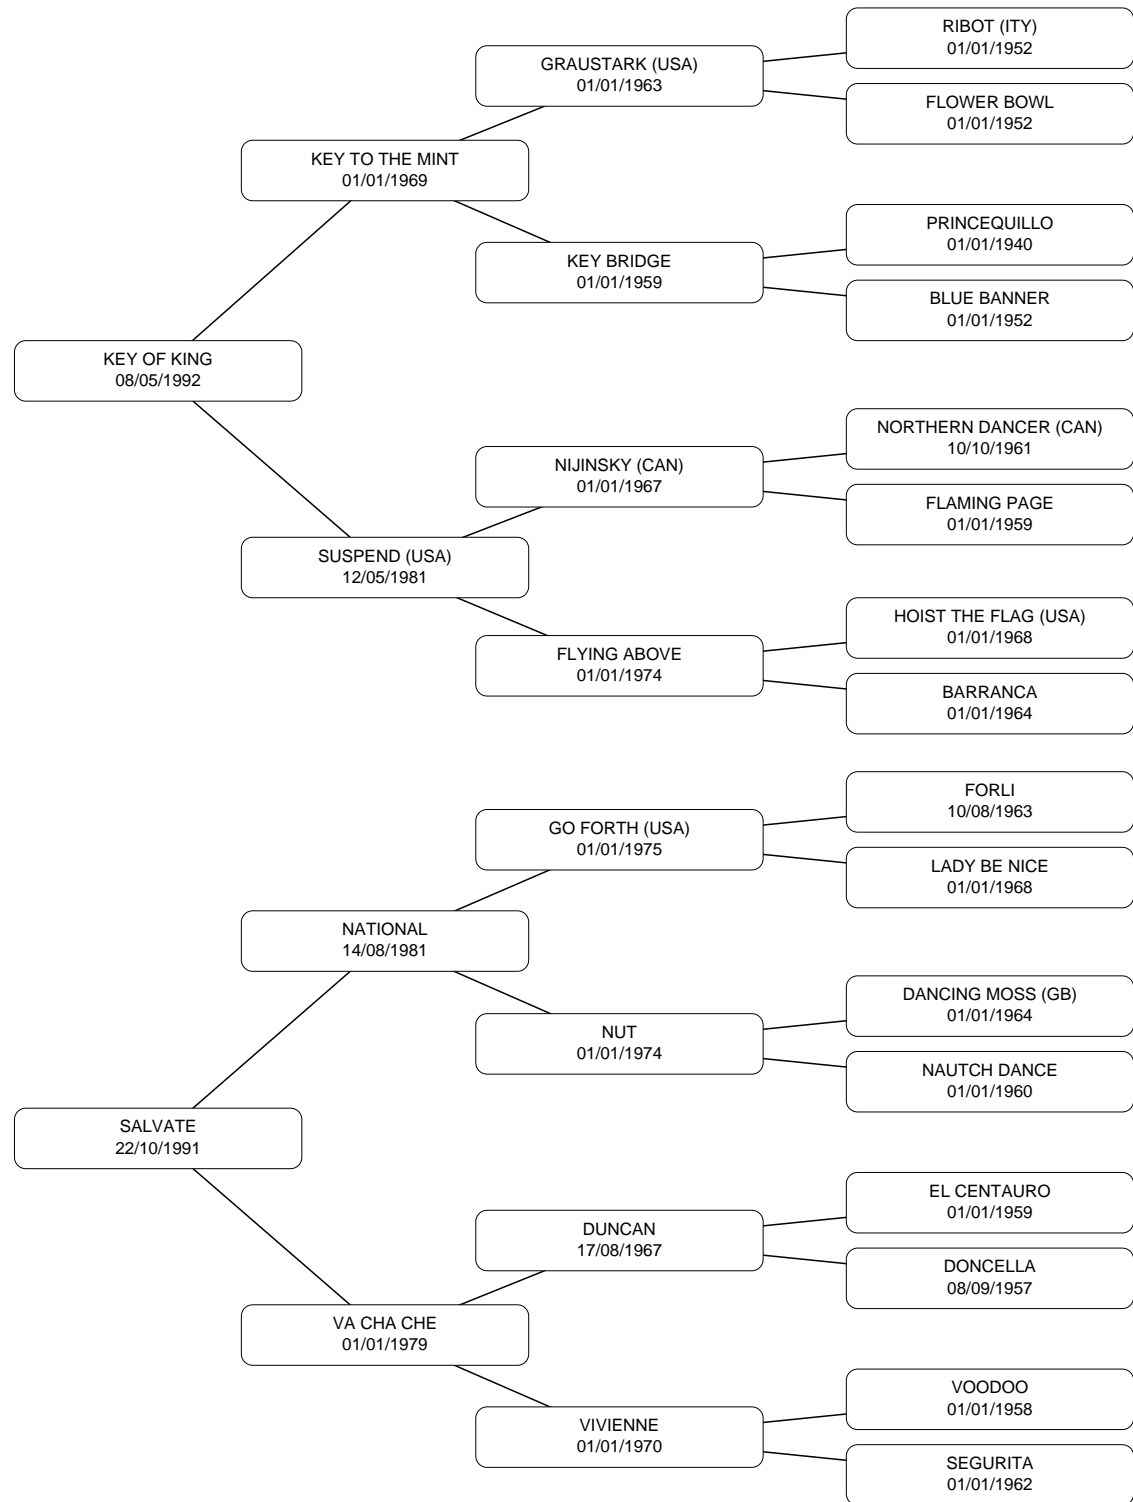 RIBOT (ITY)
01/01/1952
GRAUSTARK (USA)
01/01/1963
FLOWER BOWL
01/01/1952
KEY TO THE MINT
01/01/1969
PRINCEQUILLO
01/01/1940
KEY BRIDGE
01/01/1959
BLUE BANNER
01/01/1952
KEY OF KING
08/05/1992
NORTHERN DANCER (CAN)
10/10/1961
NIJINSKY (CAN)
01/01/1967
FLAMING PAGE
01/01/1959
SUSPEND (USA)
12/05/1981
HOIST THE FLAG (USA)
01/01/1968
FLYING ABOVE
01/01/1974
BARRANCA
01/01/1964
FORLI
10/08/1963
GO FORTH (USA)
01/01/1975
LADY BE NICE
01/01/1968
NATIONAL
14/08/1981
DANCING MOSS (GB)
01/01/1964
NUT
01/01/1974
NAUTCH DANCE
01/01/1960
SALVATE
22/10/1991
EL CENTAURO
01/01/1959
DUNCAN
17/08/1967
DONCELLA
08/09/1957
VA CHA CHE
01/01/1979
VOODOO
01/01/1958
VIVIENNE
01/01/1970
SEGURITA
01/01/1962